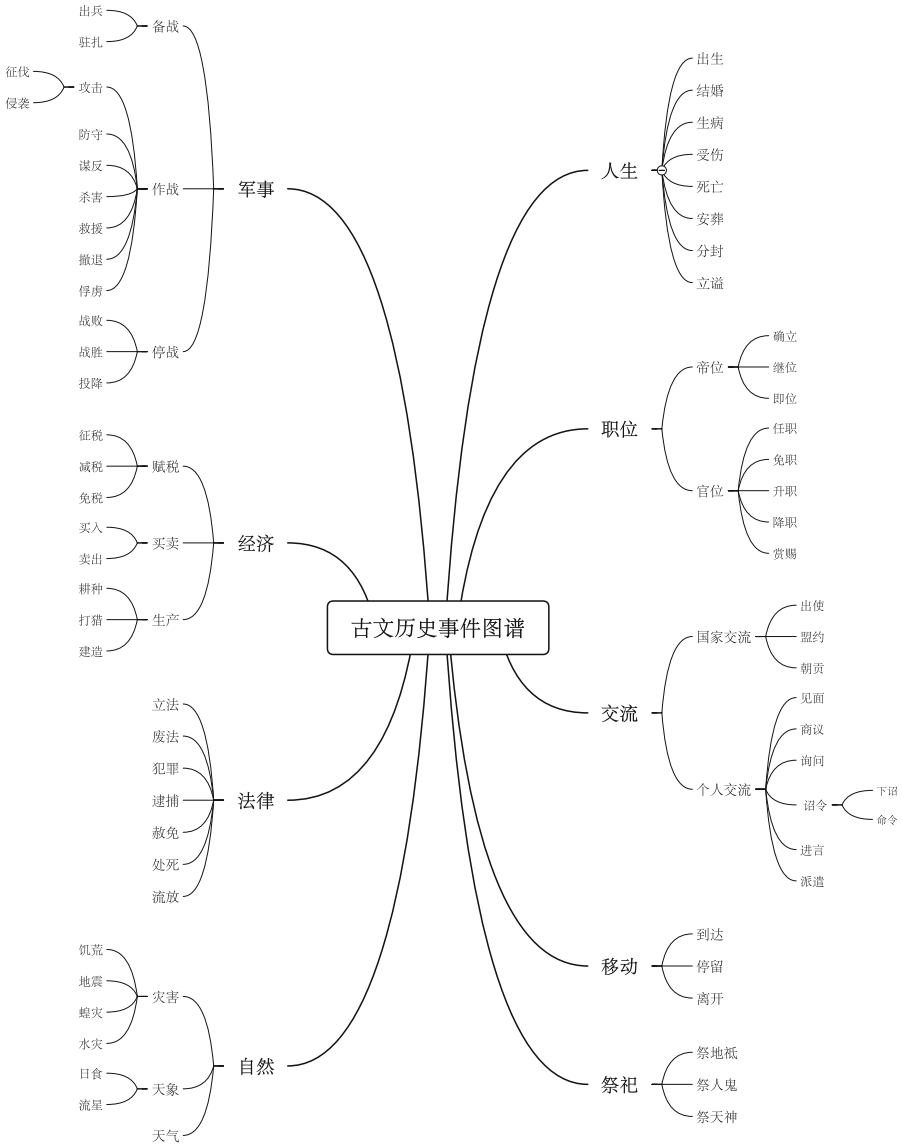 古文历史事件图谱
军事
备战
出兵
驻扎
作战
攻击
征伐
侵袭
防守
谋反
杀害
救援
撤退
俘虏
停战
战败
战胜
投降
经济
赋税
征税
减税
免税
买卖
买入
卖出
生产
耕种
打猎
建造
法律
立法
废法
犯罪
逮捕
赦免
处死
流放
自然
灾害
饥荒
地震
蝗灾
水灾
天象
日食
流星
天气
人生
出生
结婚
生病
受伤
死亡
安葬
分封
立谥
职位
帝位
确立
继位
即位
官位
任职
免职
升职
降职
赏赐
交流
国家交流
出使
盟约
朝贡
个人交流
见面
商议
询问
诏令
下诏
命令
进言
派遣
移动
到达
停留
离开
祭祀
祭地祗
祭人鬼
祭天神